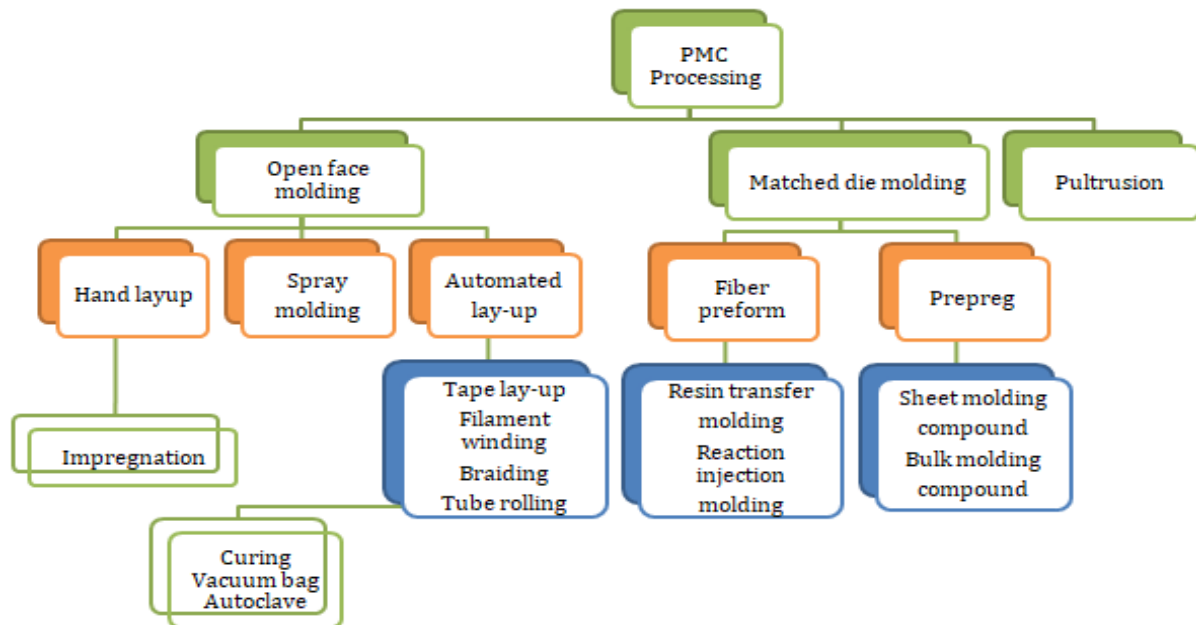 PMC
Processing
Open face
molding
Matched die molding
Pultrusion
Hand layup
Spray
molding
Automated
lay-up
Fiber
preform
Prepreg
Impregnation
Tape lay-up
Filament
winding
Braiding
Tube rolling
Resin transfer
molding
Reaction
injection
molding
Sheet molding
compound
Bulk molding
compound
Curing
Vacuum bag
Autoclave